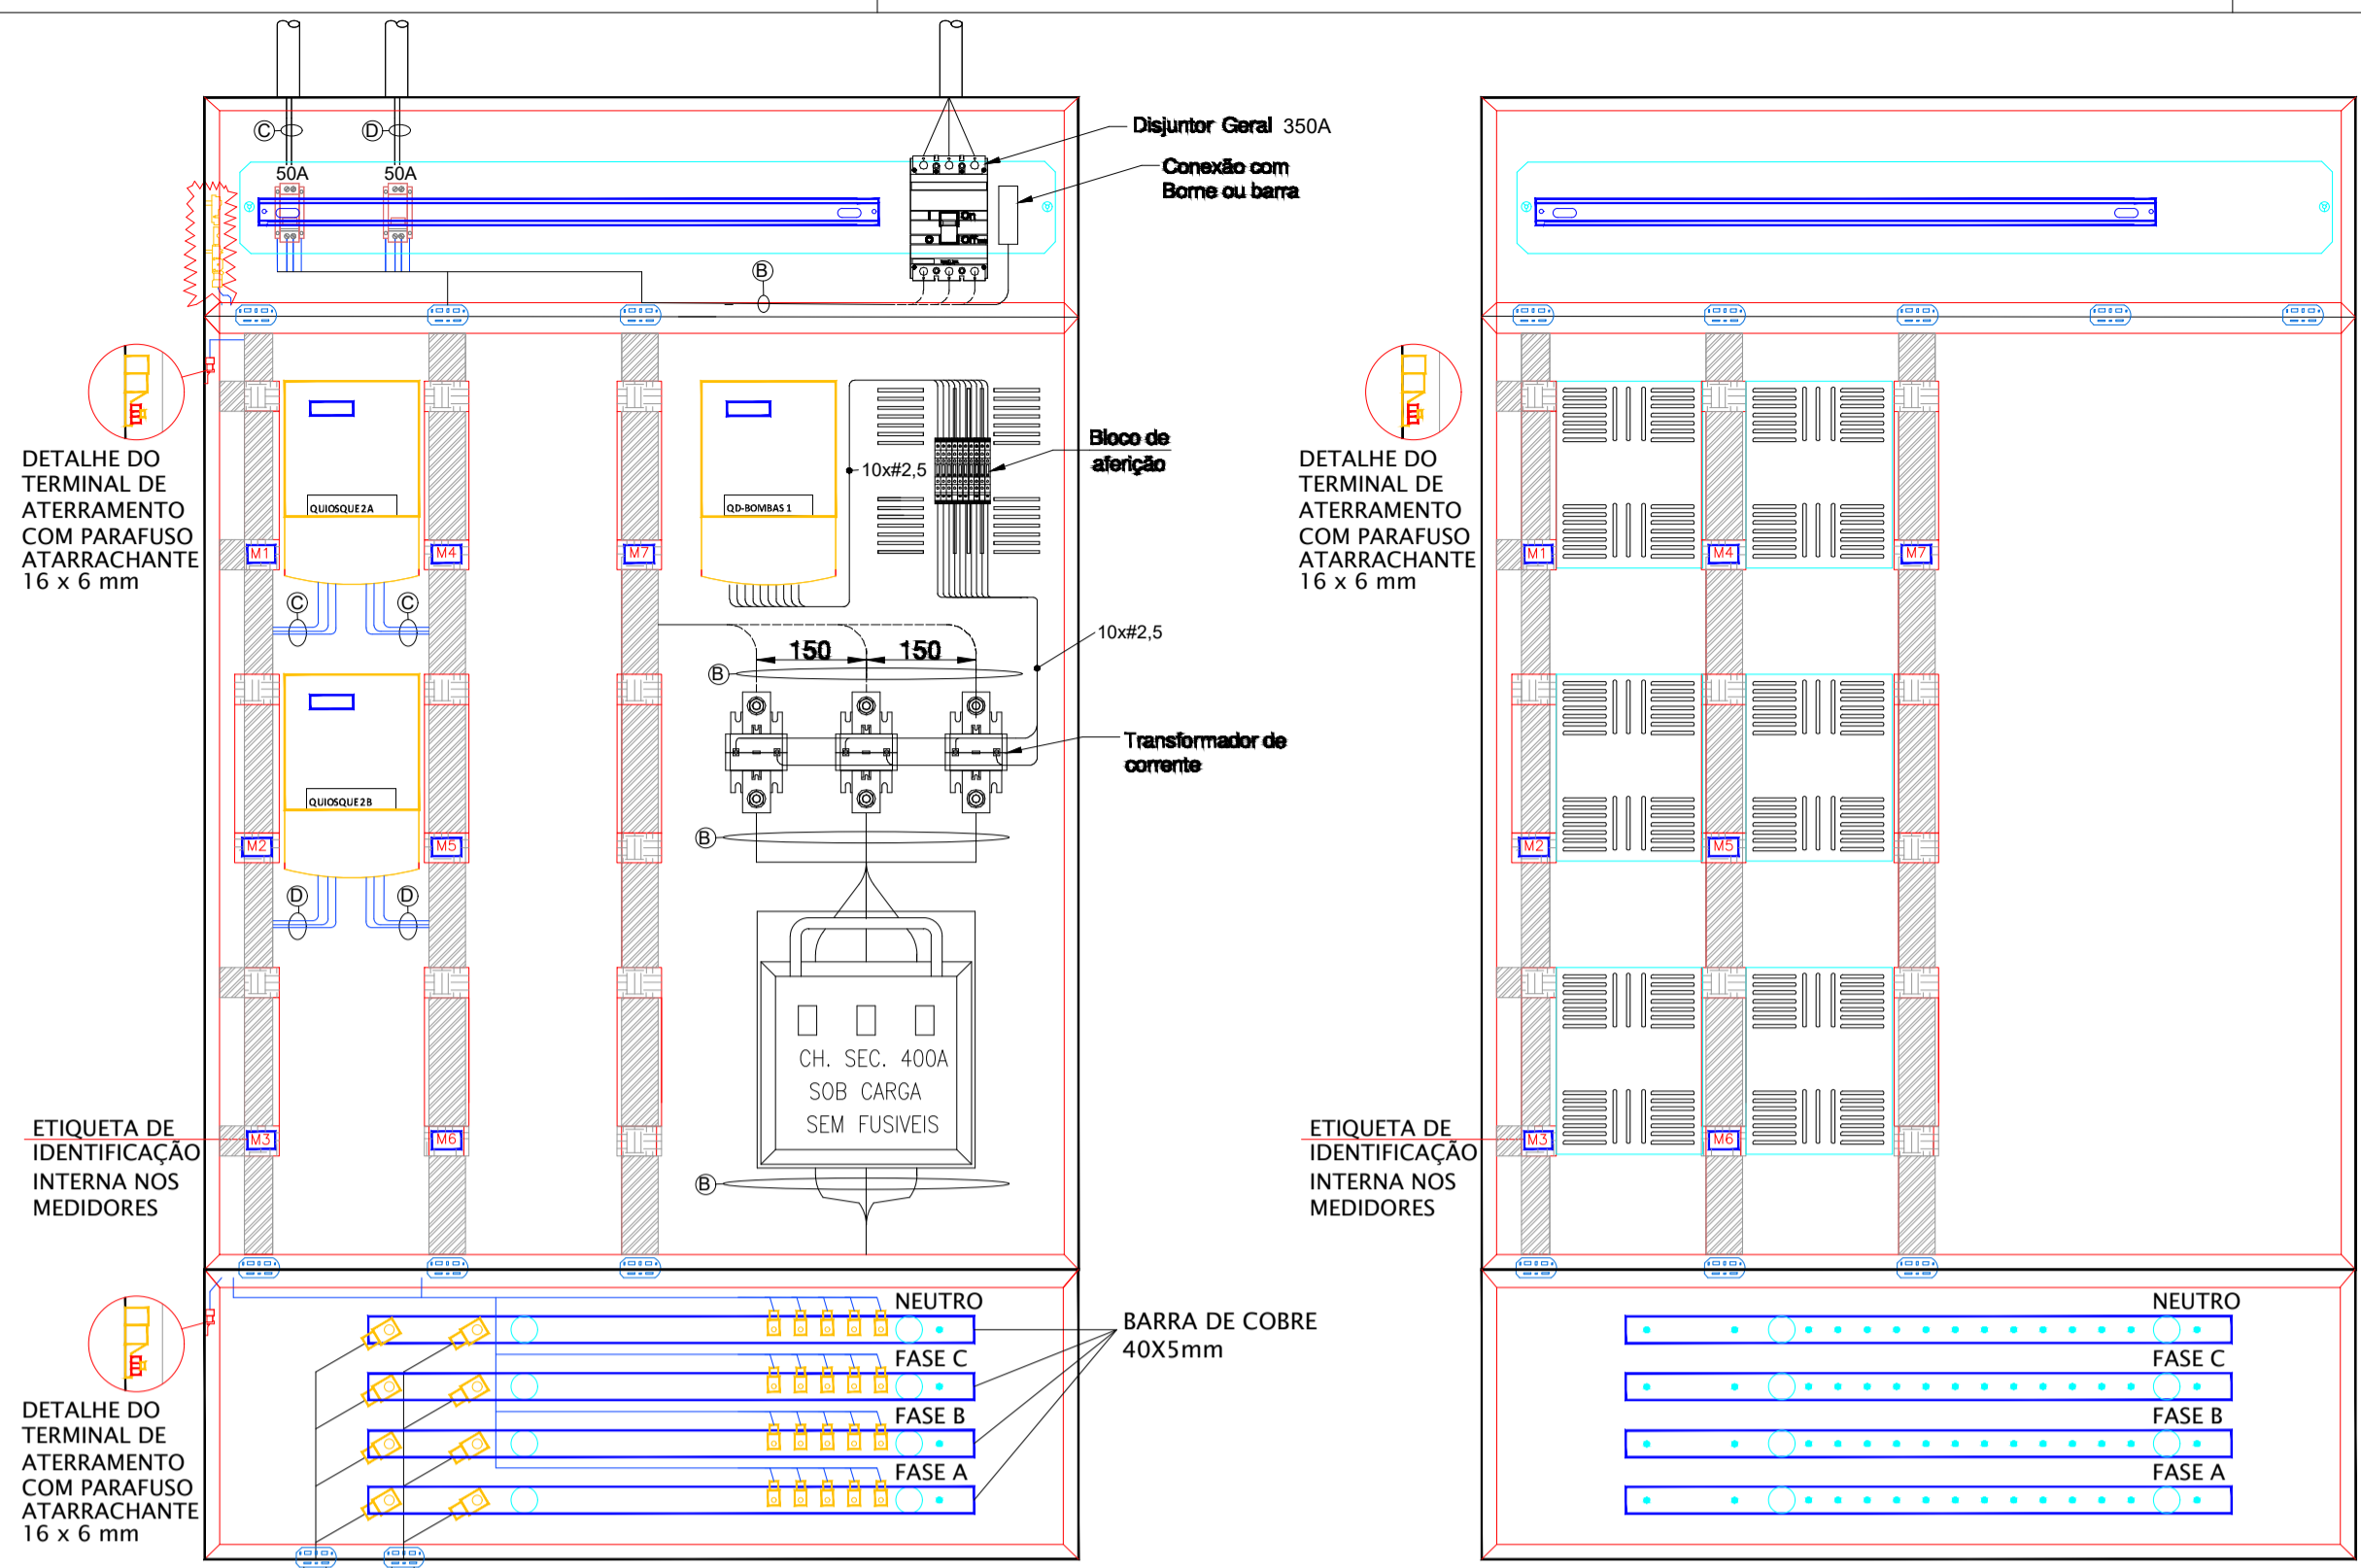 C
D
50A
50A
Disjuntor Geral 350A
Conexão com
Borne ou barra
I On
O Off
B
DETALHE DO
TERMINAL DE
ATERRAMENTO
COM PARAFUSO
ATARRACHANTE
16 x 6 mm
QUIOSQUE 2A
QD-BOMBAS 1
10x#2,5
Bloco de
aferição
M1
M4
M7
C
C
10x#2,5
150
150
B
QUIOSQUE 2B
Transformador de
corrente
M2
M5
B
D
D
CH. SEC. 400A
SOB CARGA
SEM FUSIVEIS
ETIQUETA DE
IDENTIFICAÇÃO
INTERNA NOS
MEDIDORES
M3
M6
B
NEUTRO
FASE C
FASE B
FASE A
BARRA DE COBRE
40X5mm
DETALHE DO
TERMINAL DE
ATERRAMENTO
COM PARAFUSO
ATARRACHANTE
16 x 6 mm
DETALHE DO
TERMINAL DE
ATERRAMENTO
COM PARAFUSO
ATARRACHANTE
16 x 6 mm
M1
M4
M7
M2
M5
ETIQUETA DE
IDENTIFICAÇÃO
INTERNA NOS
MEDIDORES
M3
M6
NEUTRO
FASE C
FASE B
FASE A